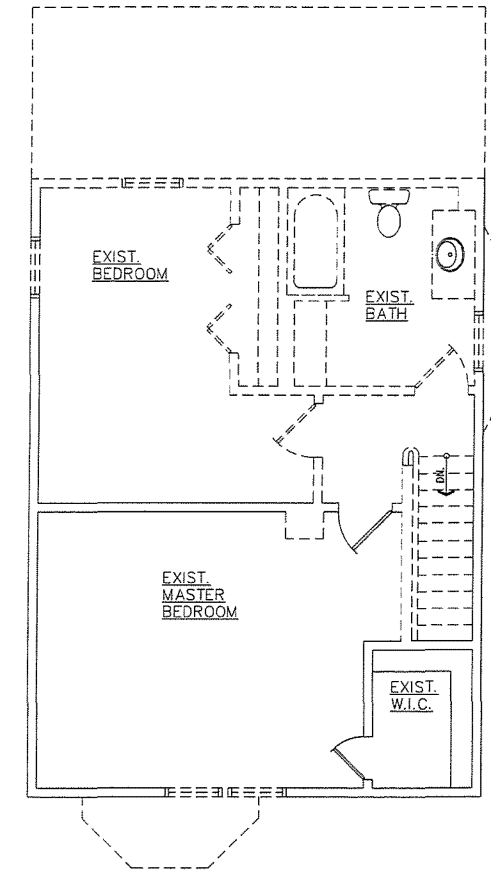 EXIST.
BEDROOM
EXIST.
BATH
DN.
EXIST.
MASTER
BEDROOM
EXIST.
W.I.C.